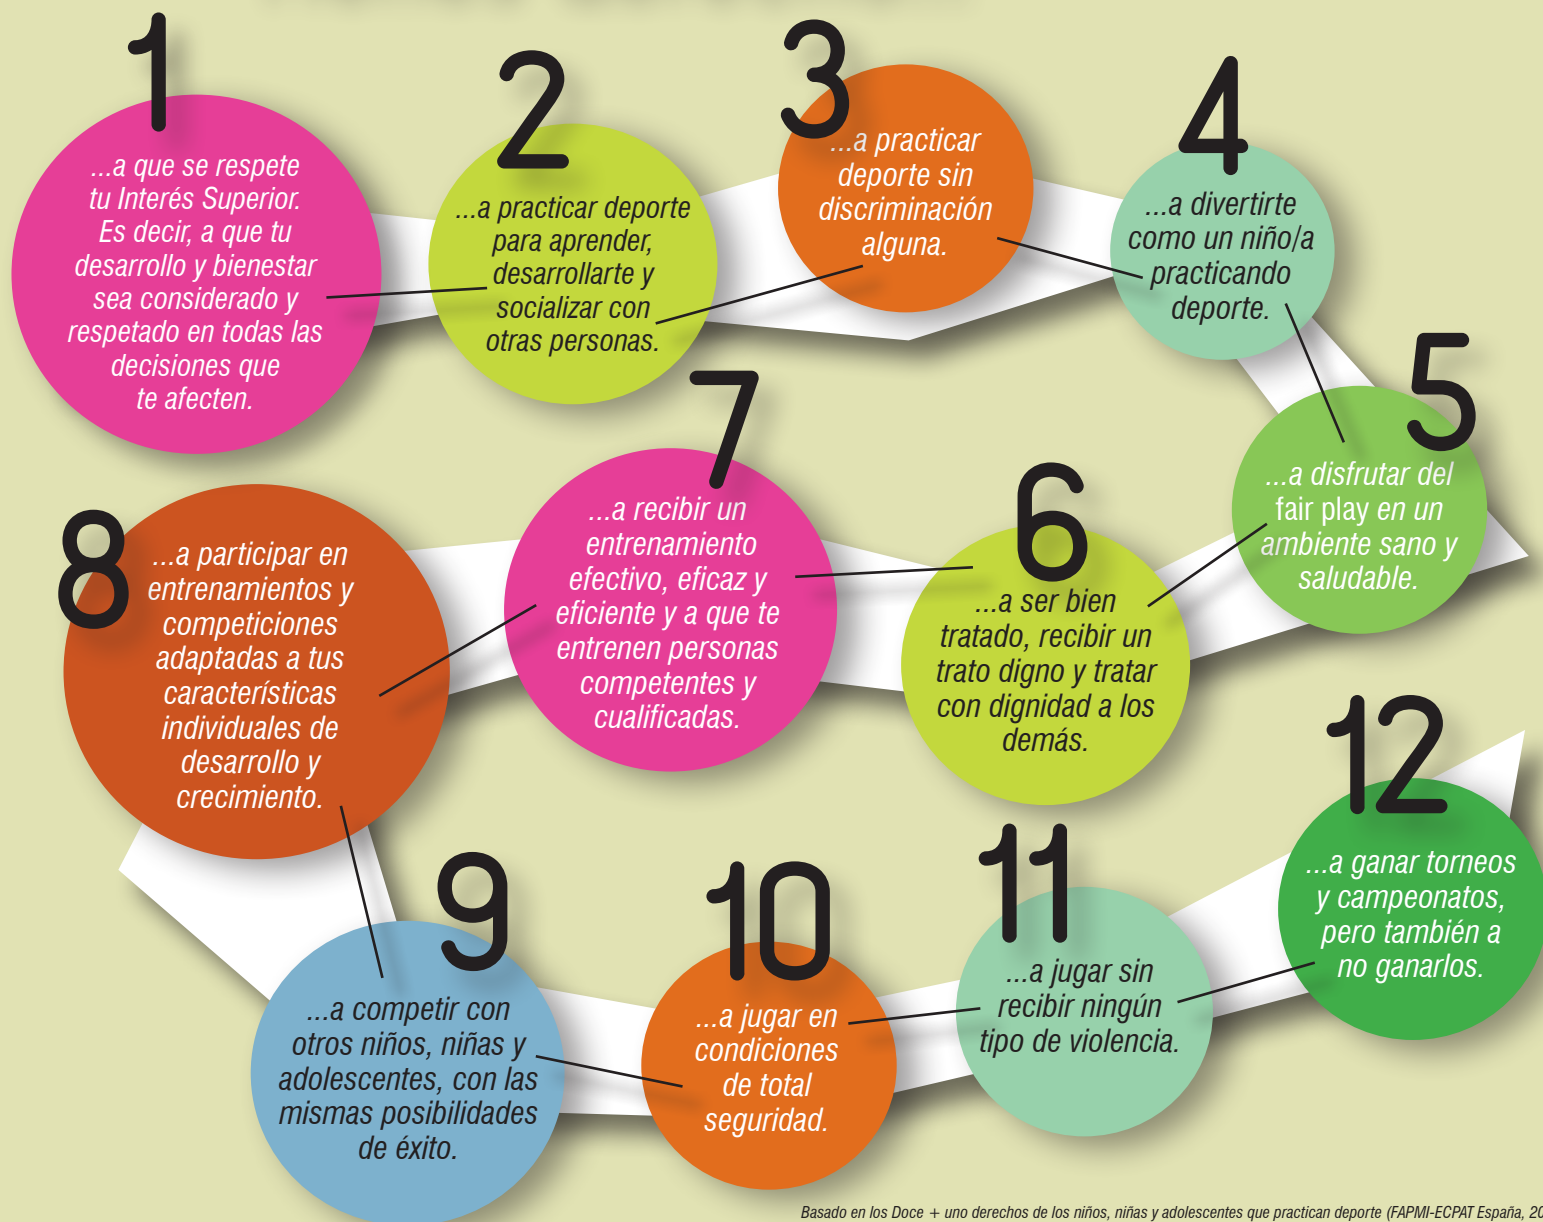 1
...a que se respete
tu Interés Superior.
Es decir, a que tu
desarrollo y bienestar
sea considerado y
respetado en todas las
decisiones que
te afecten.
2
...a practicar deporte
para aprender,
desarrollarte y
socializar con
otras personas.
3
...a practicar
deporte sin
discriminación
alguna.
4
...a divertirte
como un niño/a
practicando
deporte.
5
...a disfrutar del
fair play en un
ambiente sano y
saludable.
6
...a ser bien
tratado, recibir un
trato digno y tratar
con dignidad a los
demás.
7
...a recibir un
entrenamiento
efectivo, eficaz y
eficiente y a que te
entrenen personas
competentes y
cualificadas.
8
...a participar en
entrenamientos y
competiciones
adaptadas a tus
características
individuales de
desarrollo y
crecimiento.
9
...a competir con
otros niños, niñas y
adolescentes, con las
mismas posibilidades
de éxito.
10
...a jugar en
condiciones
de total
seguridad.
11
...a jugar sin
recibir ningún
tipo de violencia.
12
...a ganar torneos
y campeonatos,
pero también a
no ganarlos.
Basado en los Doce + uno derechos de los niños, niñas y adolescentes que practican deporte (FAPMI-ECPAT España,